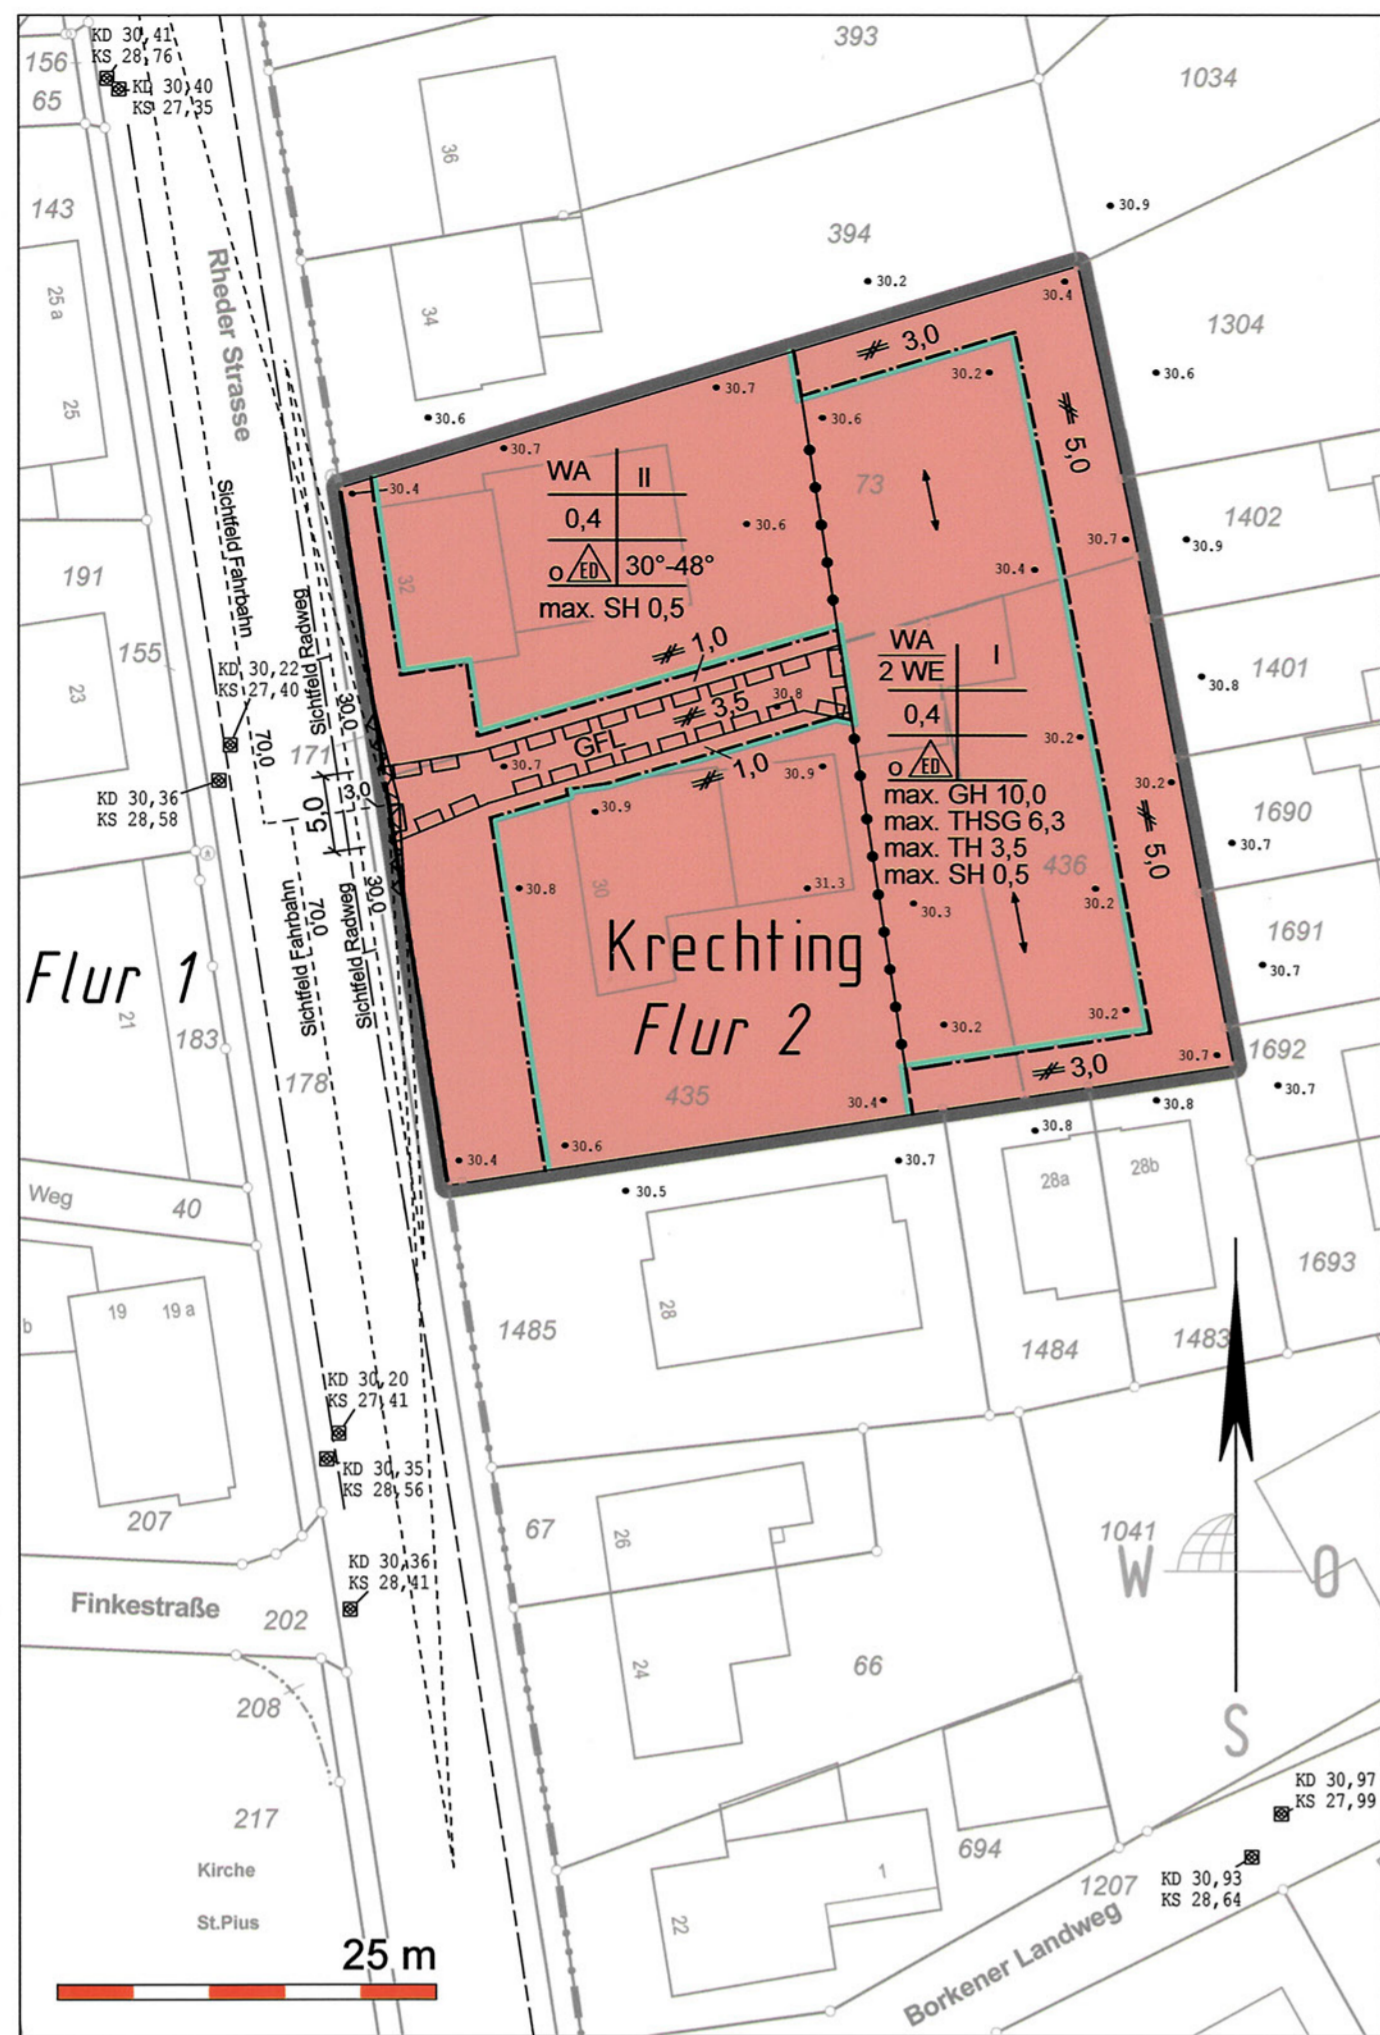 KD 30,41
KS 28,76
KD 30,40
KS 27,35
156
65
143
393
1034
36
30.9
394
30.2
30.4
1304
Rheder Strasse
25 a
25
34
3,0
30.6
30.7
30.6
30.7
30.2
30.6
5,0
30.4
WA II
0,4
o ED 30°-48°
max. SH 0,5
32
30.6
73
30.4
30.7
1402
30.9
191
155
23
Sichtfeld Fahrbahn
Sichtfeld Radweg
KD 30,22
KS 27,40
70,0
30,0
171
1,0
3,5
30.8
GFL
30.7
1,0
30.9
WA
2 WE I
0,4
o ED
max. GH 10,0
max. THSG 6,3
max. TH 3,5
max. SH 0,5
1401
30.8
30.2
30.2
1690
30.7
KD 30,36
KS 28,58
5,0
3,0
30.9
30
30.8
31.3
436
5,0
30.3
30.2
1691
30.7
Sichtfeld Fahrbahn
70,0
Sichtfeld Radweg
30,0
Krechting
Flur 2
Flur 1
21
183
178
30.2
30.2
3,0
30.7
1692
30.7
435
30.4
30.4
30.6
30.5
30.7
30.8
30.8
28a
28b
Weg
40
28
1693
19
19 a
b
1485
1484
1483
KD 30,20
KS 27,41
KD 30,35
KS 28,56
207
67
26
1041
W
O
KD 30,36
KS 28,41
Finkestraße
202
24
66
208
S
217
KD 30,97
KS 27,99
Kirche
St.Pius
22
1
694
1207
KD 30,93
KS 28,64
25 m
Borkener Landweg